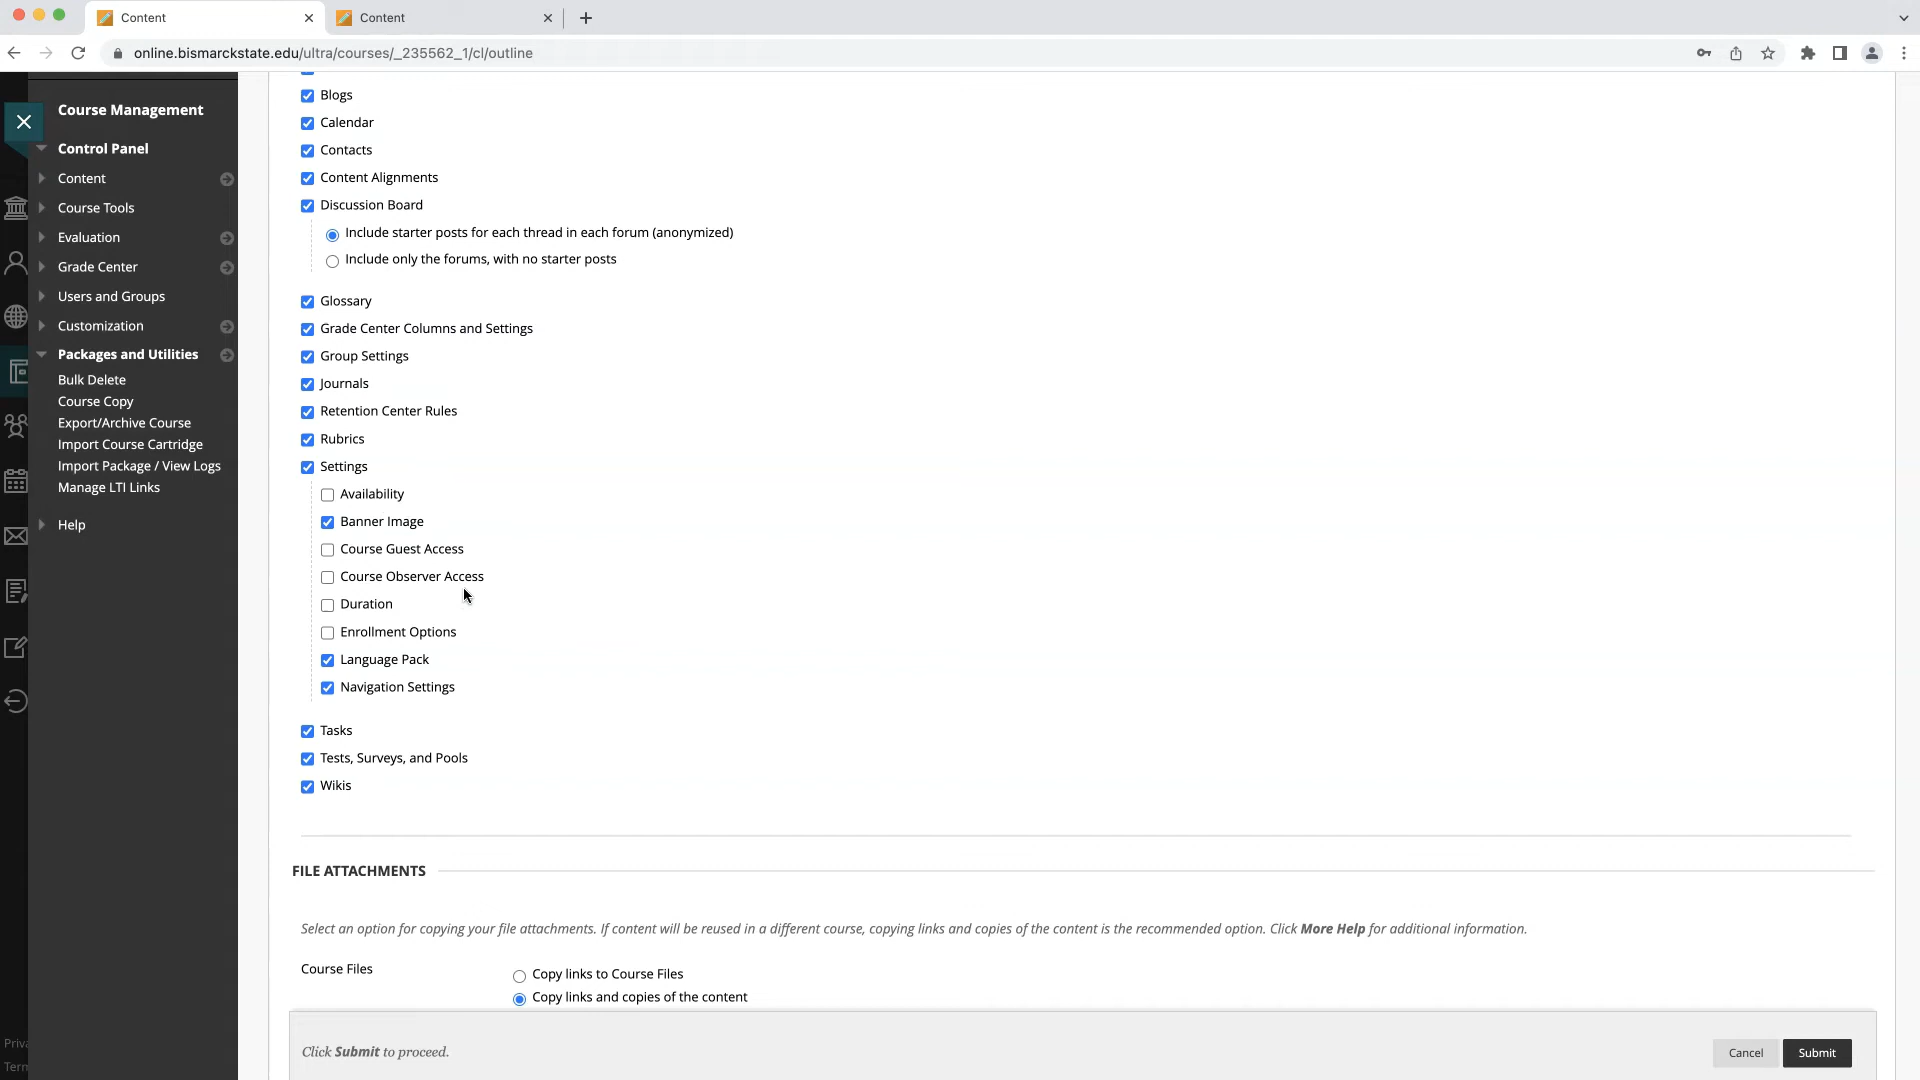 Content
Content
online.bismarckstate.edu/ultra/courses/_235562_1/cl/outline
Course Management
Control Panel
Content
Course Tools
Evaluation
Grade Center
Users and Groups
Customization
Packages and Utilities
Bulk Delete
Course Copy
Export/Archive Course
Import Course Cartridge
Import Package / View Logs
Manage LTI Links
Help
Blogs
Calendar
Contacts
Content Alignments
Discussion Board
Include starter posts for each thread in each forum (anonymized)
Include only the forums, with no starter posts
Glossary
Grade Center Columns and Settings
Group Settings
Journals
Retention Center Rules
Rubrics
Settings
Availability
Banner Image
Course Guest Access
Course Observer Access
Duration
Enrollment Options
Language Pack
Navigation Settings
Tasks
Tests, Surveys, and Pools
Wikis
FILE ATTACHMENTS
Select an option for copying your file attachments. If content will be reused in a different course, copying links and copies of the content is the recommended option. Click More Help for additional information.
Course Files
Copy links to Course Files
Copy links and copies of the content
Click Submit to proceed.
Cancel
Submit